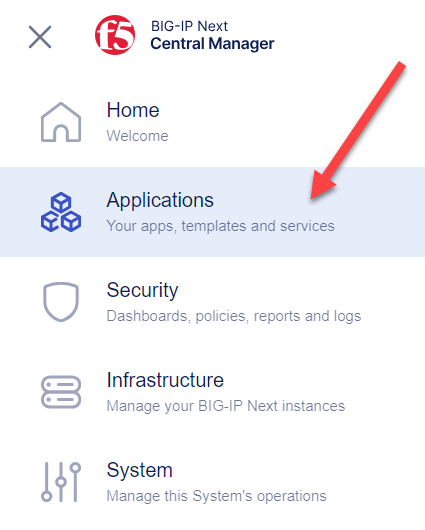 f5
BIG-IP Next
Central Manager
Home
Welcome
Applications
Your apps, templates and services
Security
Dashboards, policies, reports and logs
Infrastructure
Manage your BIG-IP Next instances
System
Manage this System's operations